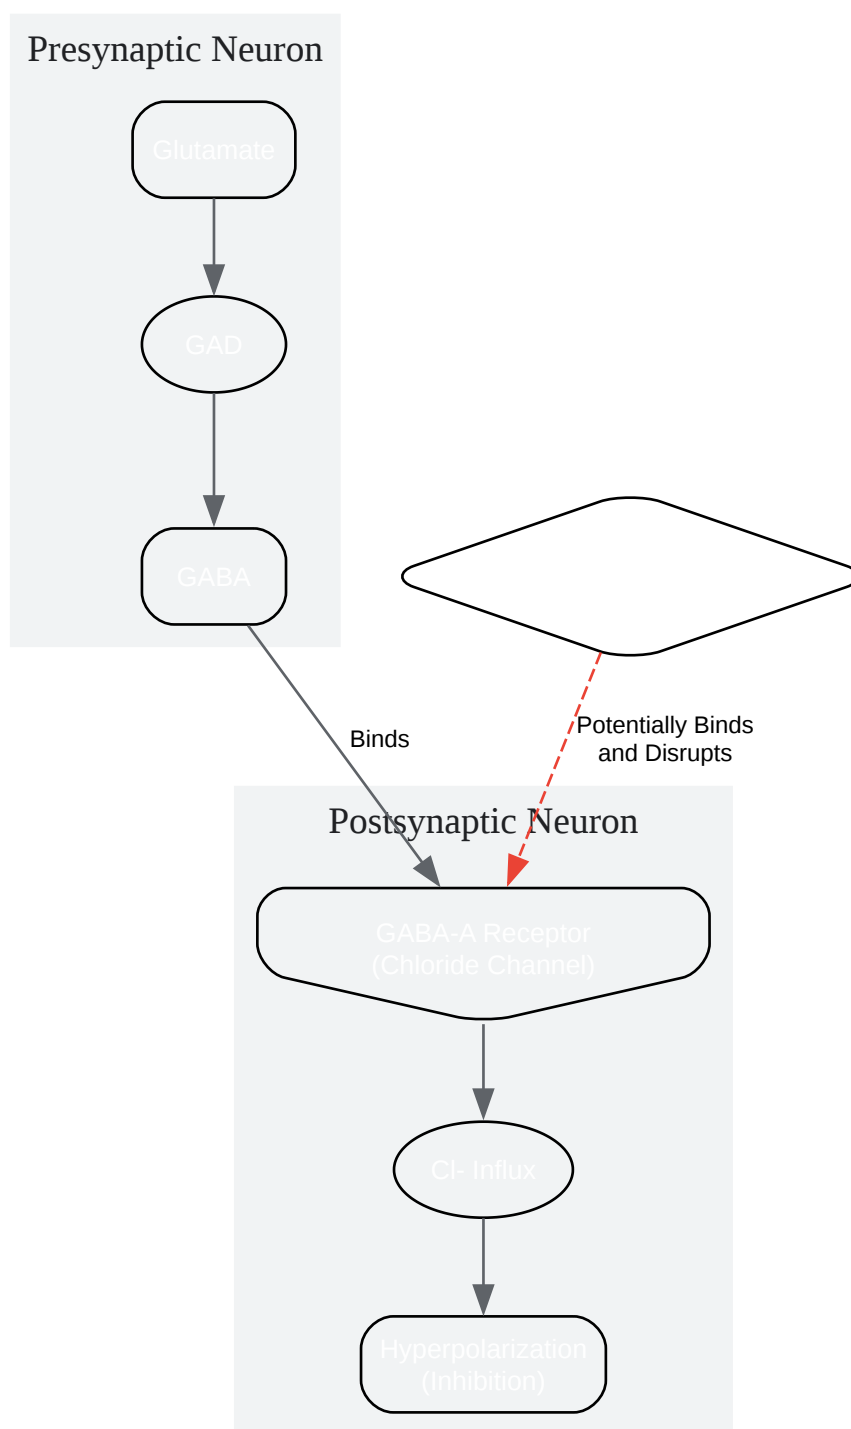 Presynaptic Neuron
Glutamate
GAD
GABA
Binds
Potentially Binds
and Disrupts
Postsynaptic Neuron
GABA-A Receptor
(Chloride Channel)
Cl- Influx
Hyperpolarization
(Inhibition)